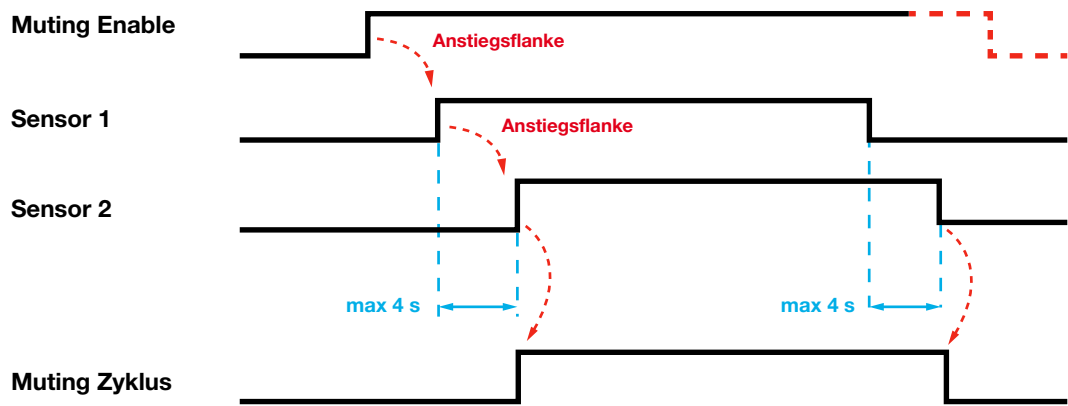 Muting Enable
Anstiegsflanke
Sensor 1
Anstiegsflanke
Sensor 2
max 4 s
max 4 s
Muting Zyklus